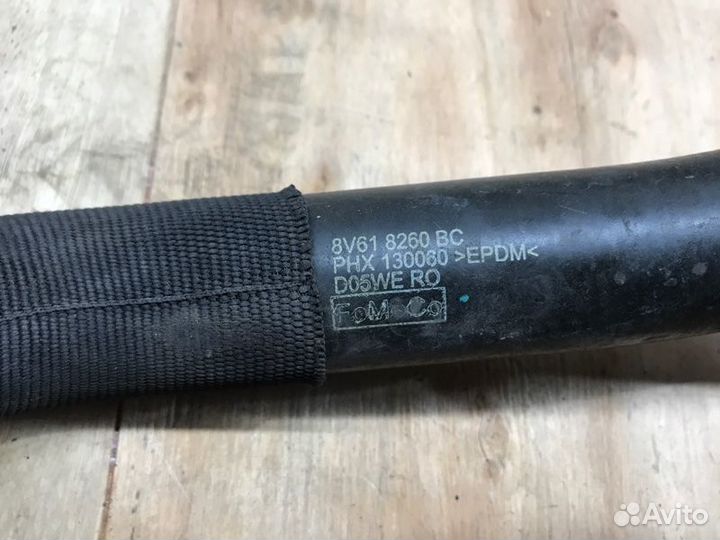 8V61 8260 BC
PHX 130060 >EPDM<
D05WE RO
FoMoCo
Avito